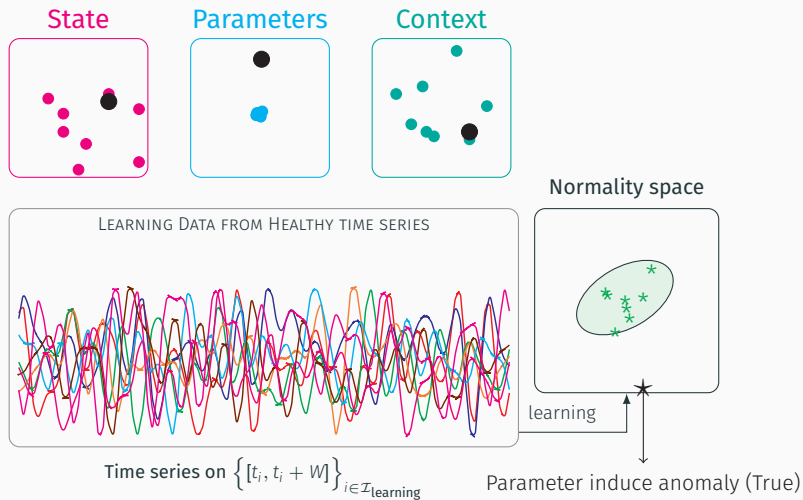 State
Parameters
Context
Normality space
LEARNING DATA FROM HEALTHY TIME SERIES
learning
Time series on {[tᵢ, tᵢ + W]}ᵢ∈ℐ_learning
Parameter induce anomaly (True)